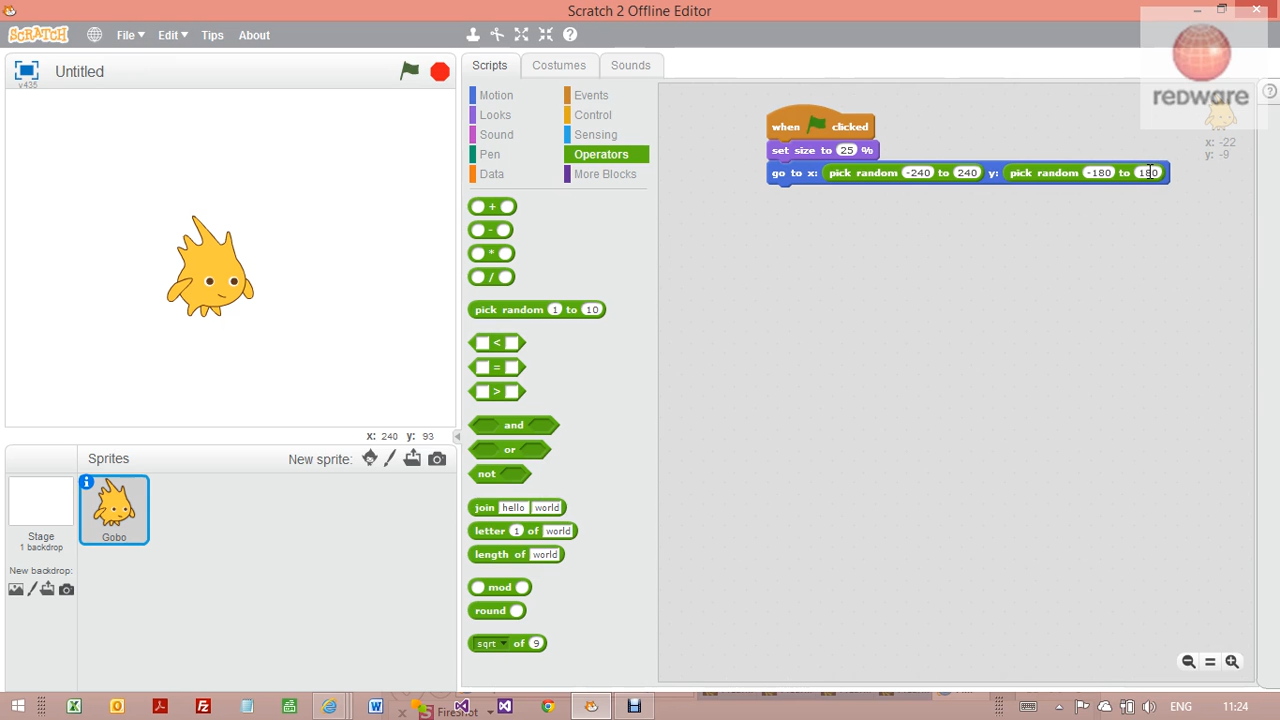 Scratch 2 Offline Editor
SCRATCH File Edit Tips About
redware
v435
Untitled
Scripts Costumes Sounds
Motion Events
Looks Control
Sound Sensing
Pen Operators
Data More Blocks
when clicked
set size to 25 %
go to x: pick random -240 to 240 y: pick random -180 to 180
x: -22
y: -9
+
-
*
/
pick random 1 to 10
<
=
>
and
or
not
join hello world
letter 1 of world
length of world
mod
round
sqrt of 9
x: 240 y: 93
Sprites New sprite:
Stage
1 backdrop
New backdrop:
Gobo
FireShot
ENG 11:24